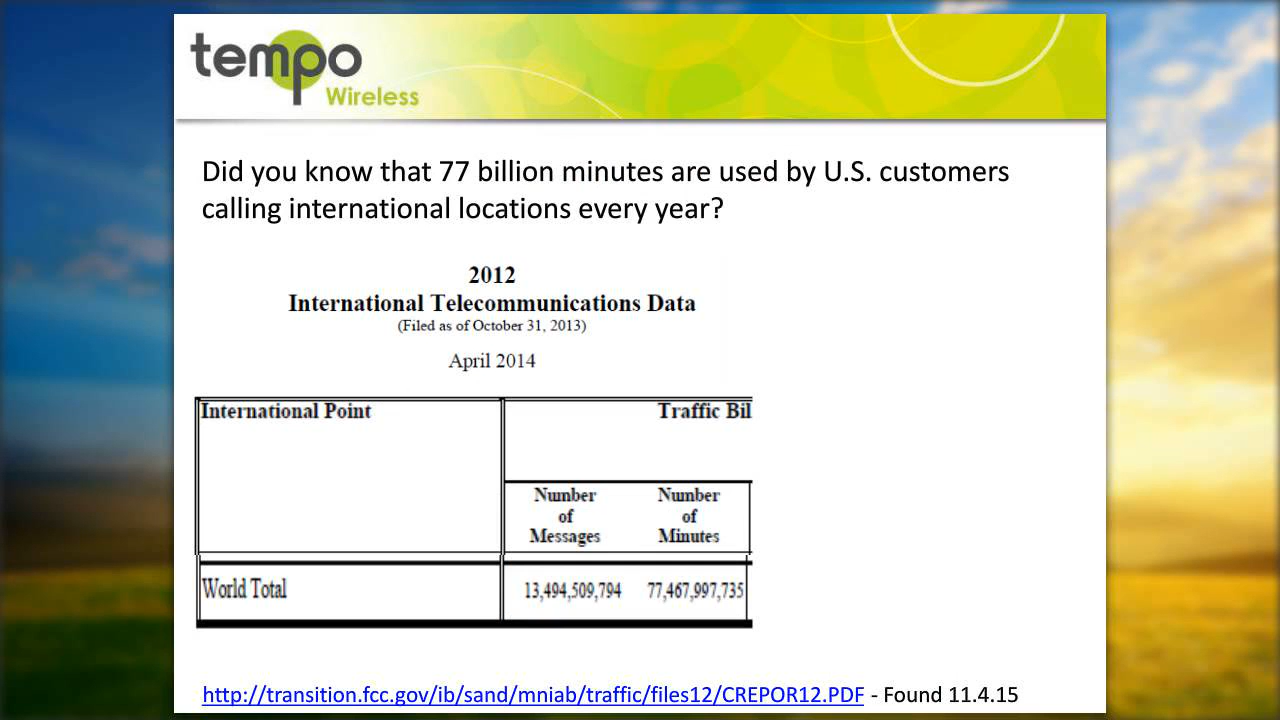 tempo
Wireless
Did you know that 77 billion minutes are used by U.S. customers
calling international locations every year?
2012
International Telecommunications Data
(Filed as of October 31, 2013)
April 2014
International Point
Traffic Bil
Number Number
of of
Messages Minutes
World Total 13,494,509,794 77,467,997,735
http://transition.fcc.gov/ib/sand/mniab/traffic/files12/CREPOR12.PDF - Found 11.4.15